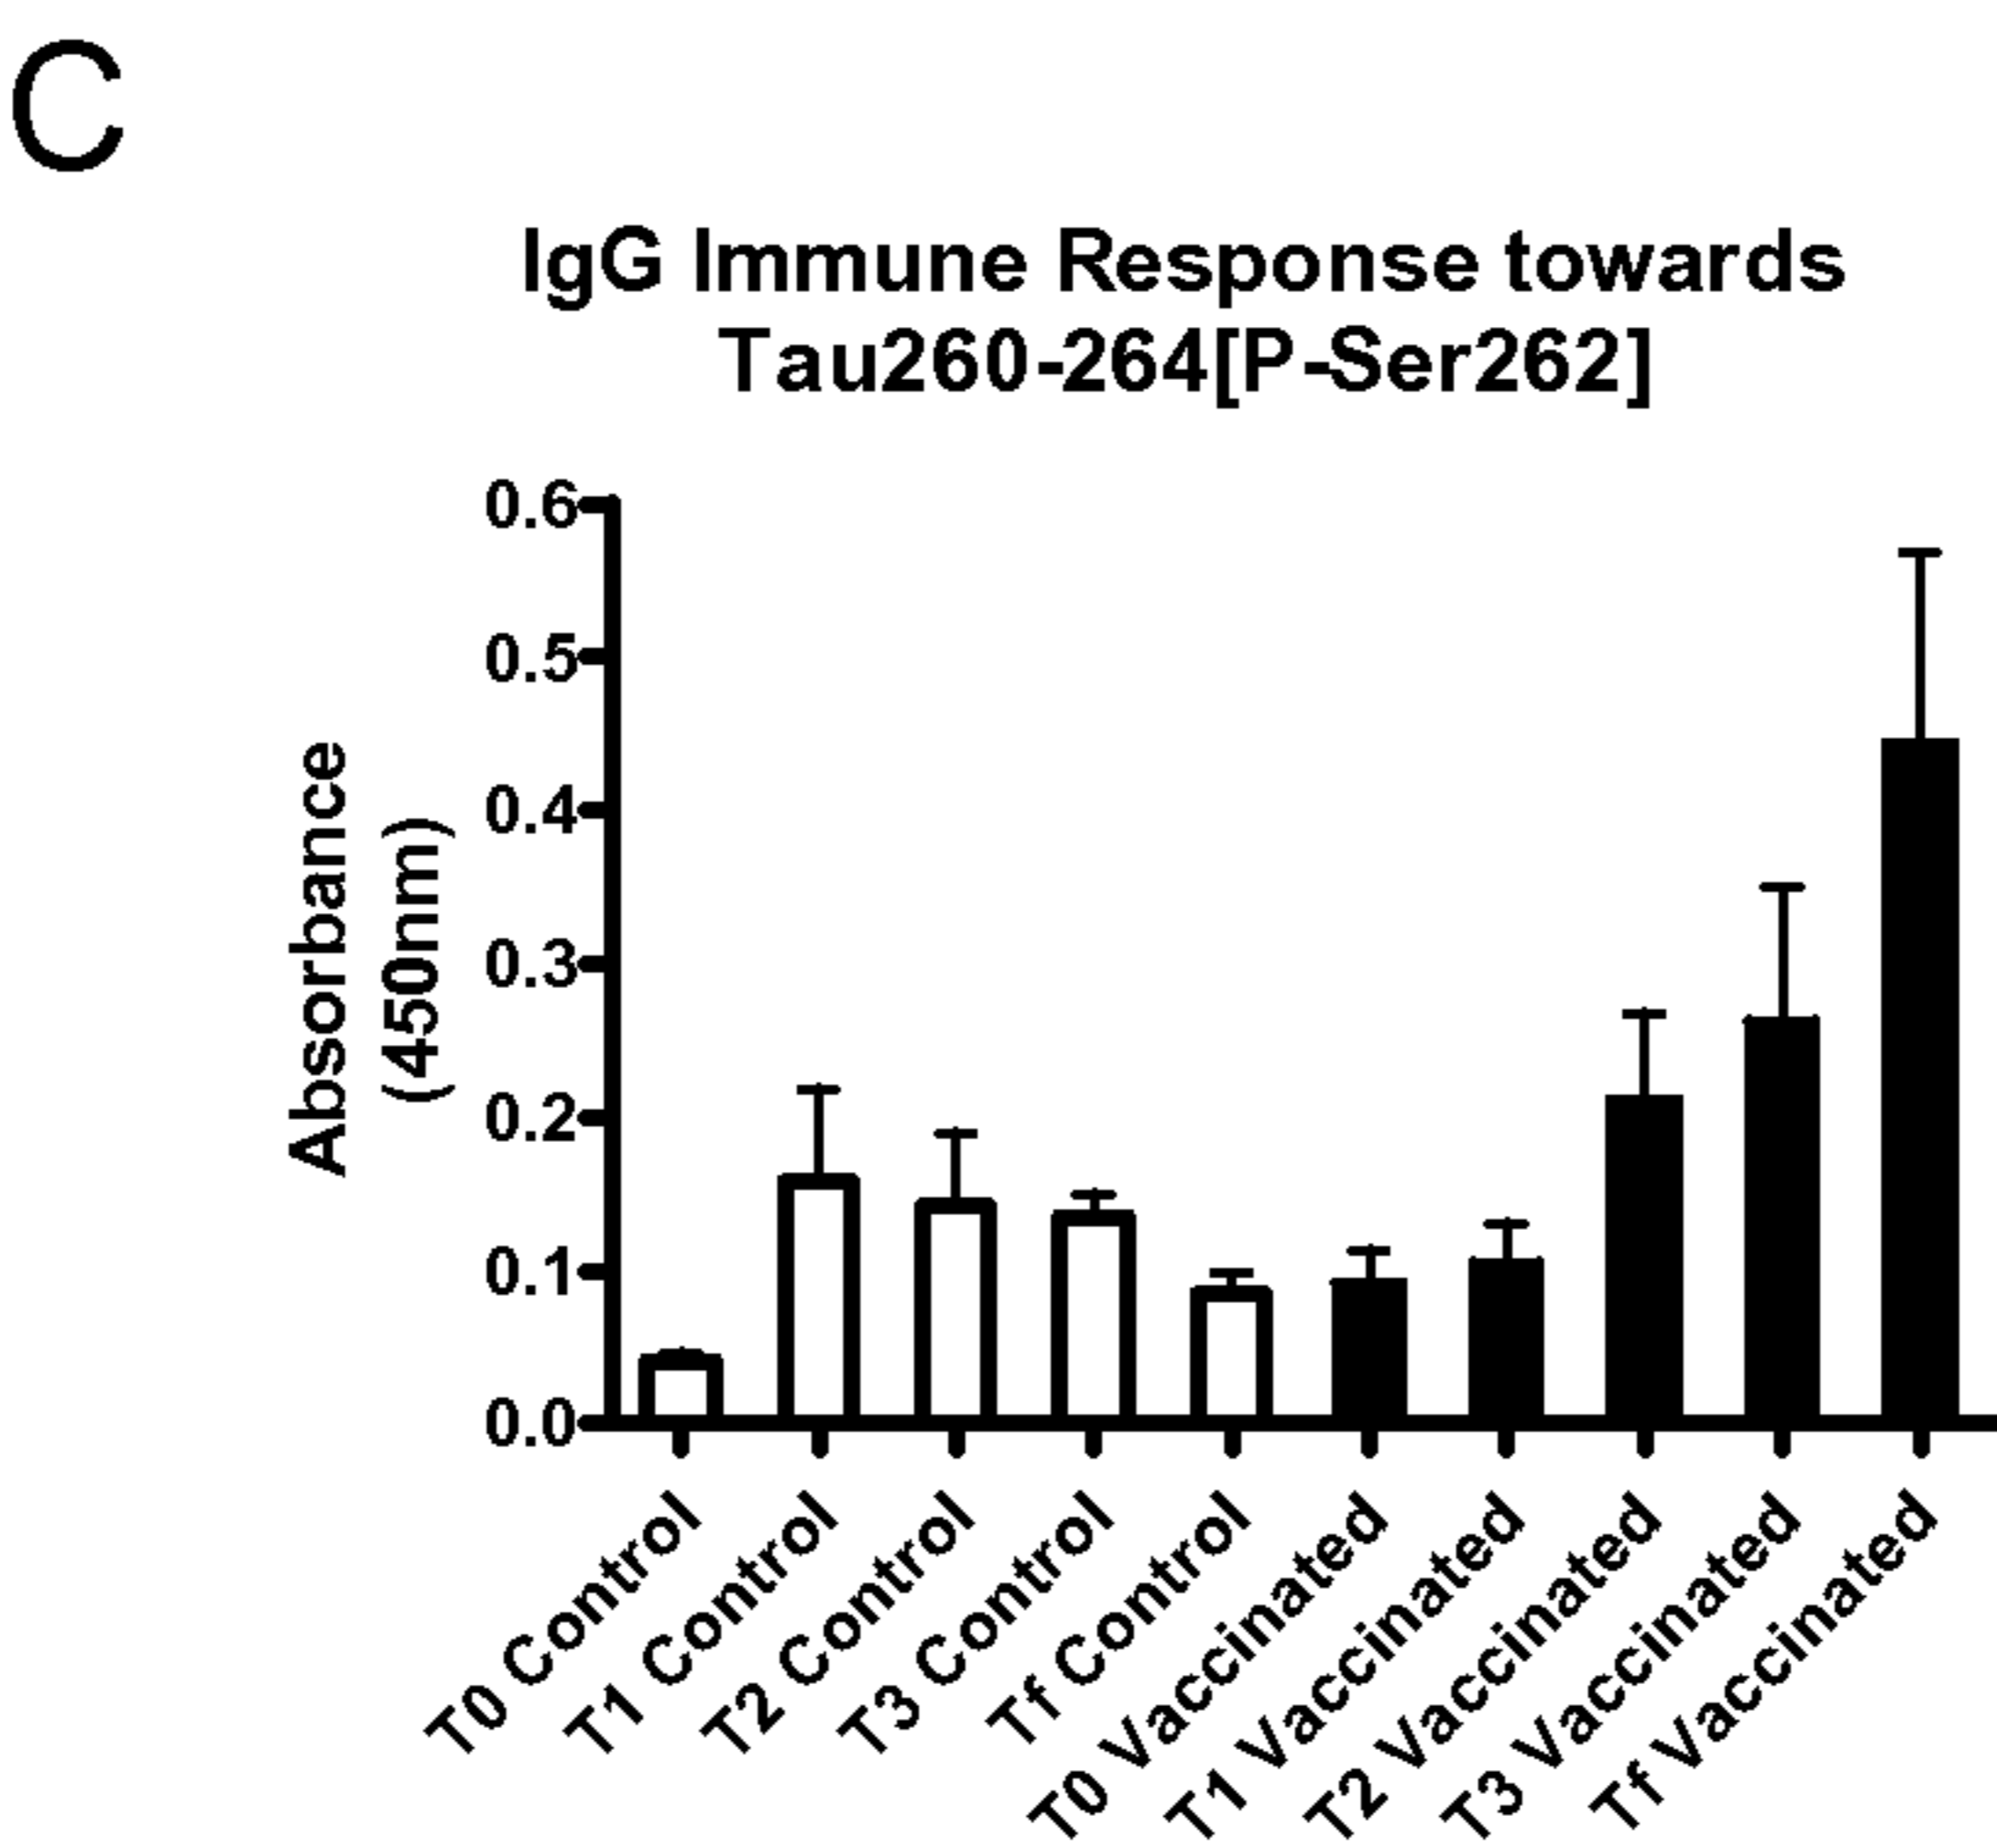 C
IgG Immune Response towards
Tau260-264[P-Ser262]
Absorbance
(450nm)
0.6
0.5
0.4
0.3
0.2
0.1
0.0
T0 Control
T1 Control
T2 Control
T3 Control
Tf Control
T0 Vaccinated
T1 Vaccinated
T2 Vaccinated
T3 Vaccinated
Tf Vaccinated